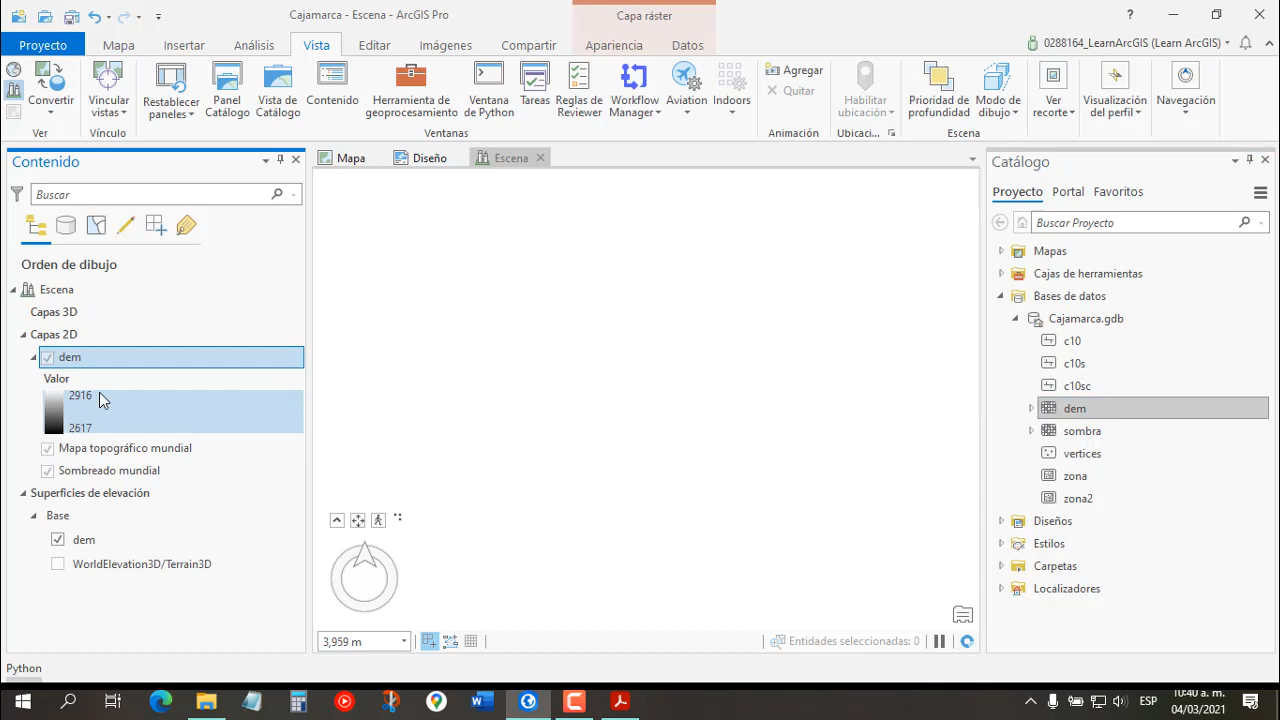 Cajamarca - Escena - ArcGIS Pro
Capa ráster
?
Proyecto
Mapa
Insertar
Análisis
Vista
Editar
Imágenes
Compartir
Apariencia
Datos
0288164_LearnArcGIS (Learn ArcGIS)
Convertir
Vincular vistas
Restablecer paneles
Panel Catálogo
Vista de Catálogo
Contenido
Herramienta de geoprocesamiento
Ventana de Python
Tareas
Reglas de Reviewer
Workflow Manager
Aviation
Indoors
Agregar
Quitar
Habilitar ubicación
Prioridad de profundidad
Modo de dibujo
Ver recorte
Visualización del perfil
Navegación
Ver
Vínculo
Ventanas
Animación
Ubicaci...
Escena
Contenido
Buscar
Orden de dibujo
Escena
Capas 3D
Capas 2D
dem
Valor
2916
2617
Mapa topográfico mundial
Sombreado mundial
Superficies de elevación
Base
dem
WorldElevation3D/Terrain3D
Mapa
Diseño
Escena
3,959 m
Entidades seleccionadas: 0
Catálogo
Proyecto
Portal
Favoritos
Buscar Proyecto
Mapas
Cajas de herramientas
Bases de datos
Cajamarca.gdb
c10
c10s
c10sc
dem
sombra
vertices
zona
zona2
Diseños
Estilos
Carpetas
Localizadores
Python
ESP
10:40 a. m.
04/03/2021